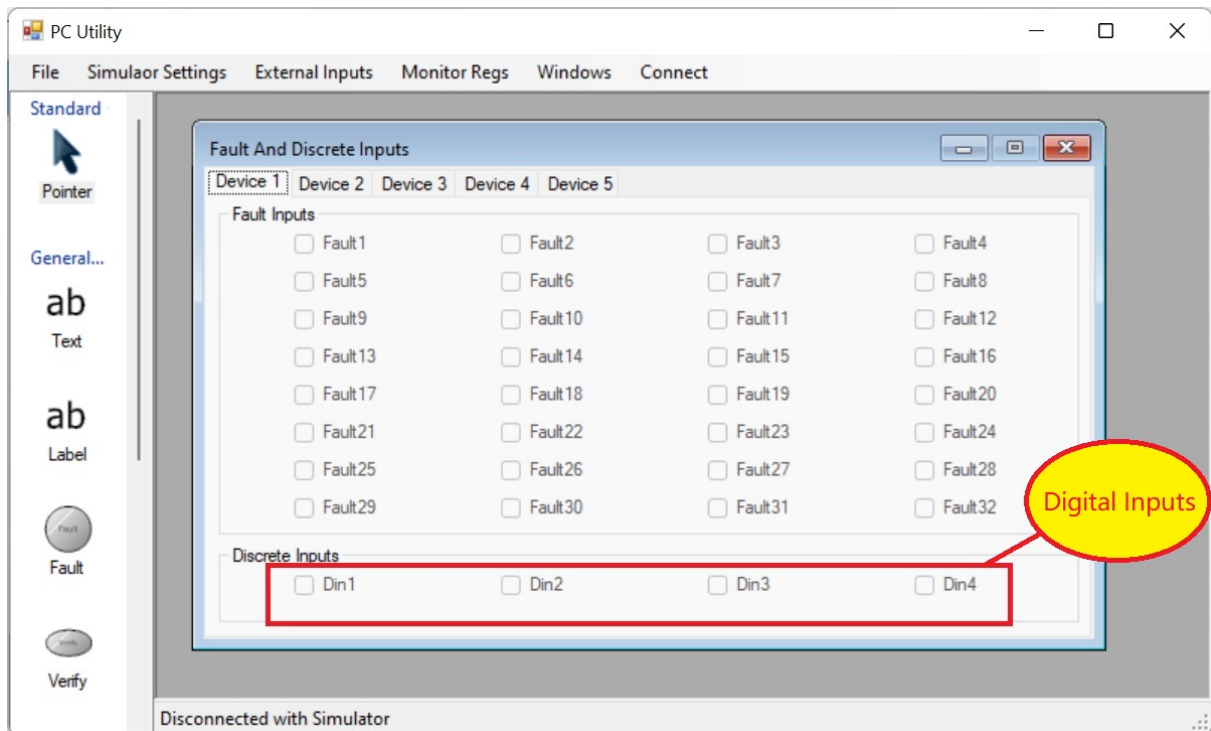 PC Utility
File Simulaor Settings External Inputs Monitor Regs Windows Connect
Standard
Pointer
General...
ab
Text
ab
Label
Fault
Fault
Verify
Verify
Fault And Discrete Inputs
Device 1 Device 2 Device 3 Device 4 Device 5
Fault Inputs
Fault1 Fault2 Fault3 Fault4
Fault5 Fault6 Fault7 Fault8
Fault9 Fault10 Fault11 Fault12
Fault13 Fault14 Fault15 Fault16
Fault17 Fault18 Fault19 Fault20
Fault21 Fault22 Fault23 Fault24
Fault25 Fault26 Fault27 Fault28
Fault29 Fault30 Fault31 Fault32
Digital Inputs
Discrete Inputs
Din1 Din2 Din3 Din4
Disconnected with Simulator